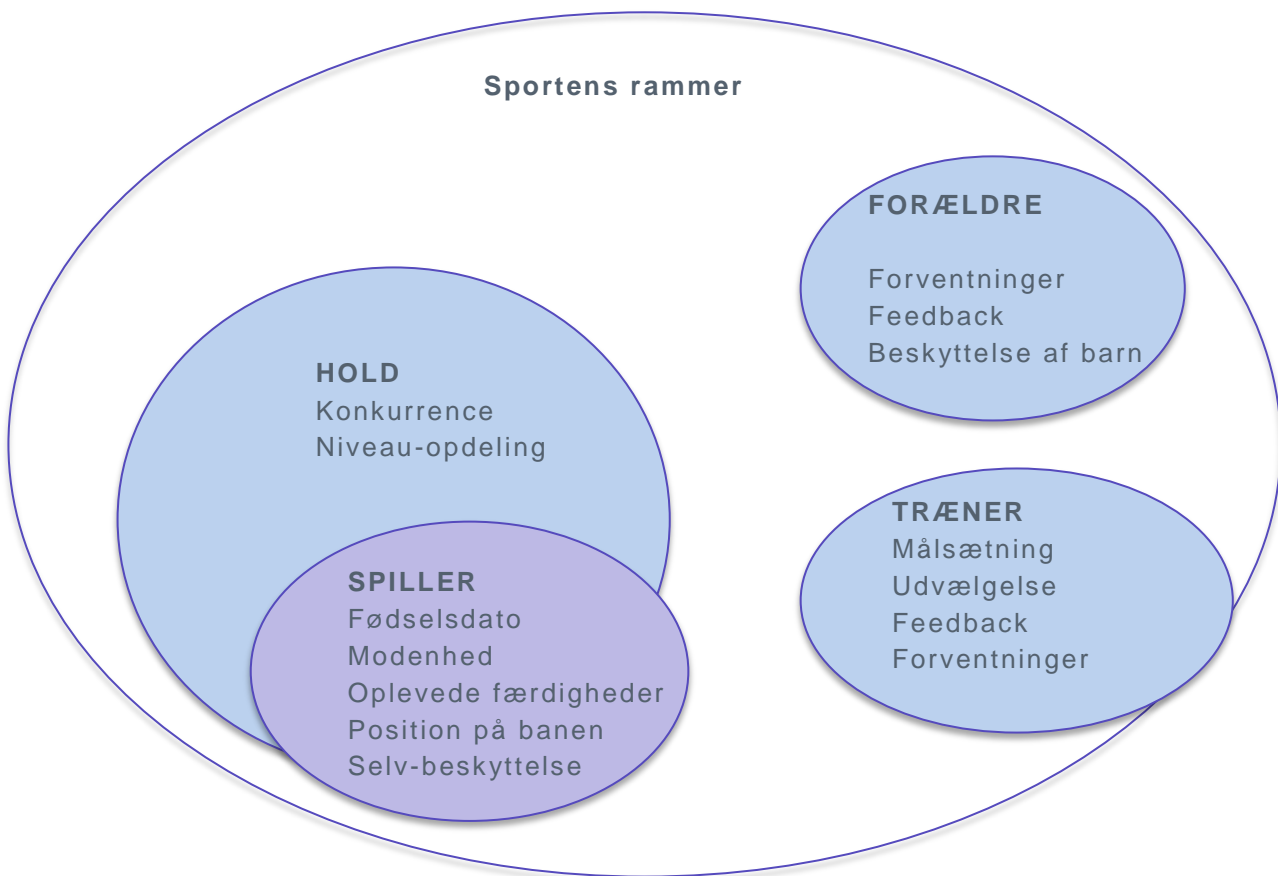 Sportens rammer
FORÆLDRE
Forventninger
Feedback
Beskyttelse af barn
HOLD
Konkurrence
Niveau-opdeling
TRÆNER
Målsætning
Udvælgelse
Feedback
Forventninger
SPILLER
Fødselsdato
Modenhed
Oplevede færdigheder
Position på banen
Selv-beskyttelse